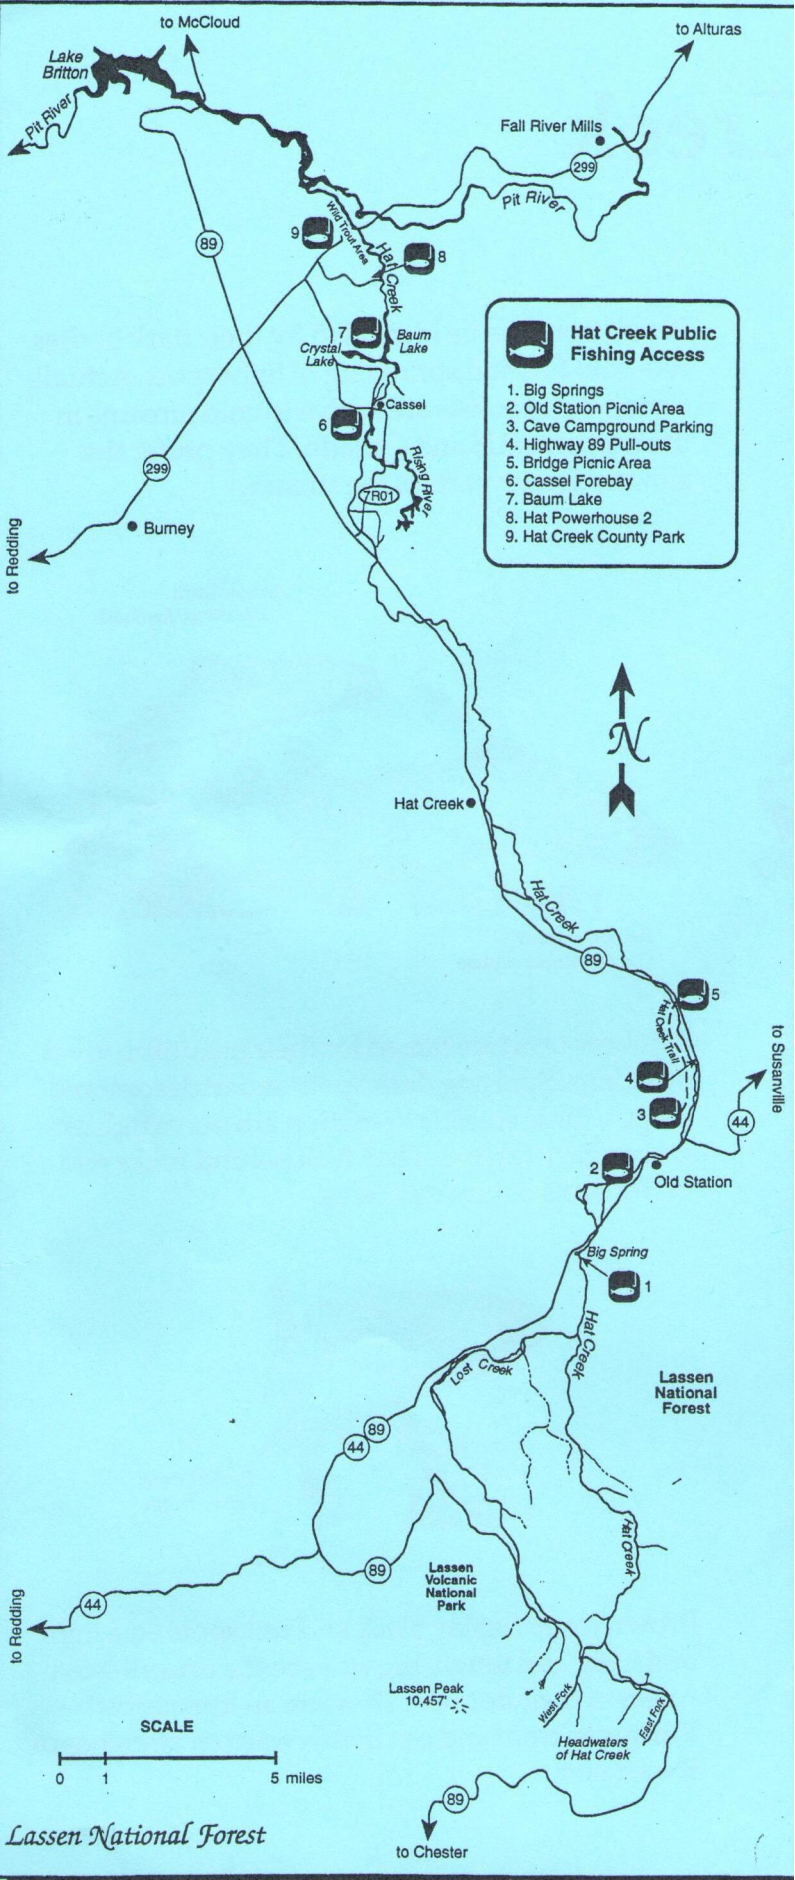 to McCloud
to Alturas
Lake
Britton
Pit River
Fall River Mills
299
Pit River
Wild Trout Area
9
Hat Creek
8
89
7
Crystal
Lake
Baum
Lake
Cassel
6
Rising River
7R01
299
Burney
to Redding
Hat Creek Public
Fishing Access
1. Big Springs
2. Old Station Picnic Area
3. Cave Campground Parking
4. Highway 89 Pull-outs
5. Bridge Picnic Area
6. Cassel Forebay
7. Baum Lake
8. Hat Powerhouse 2
9. Hat Creek County Park
N
Hat Creek
Hat Creek
89
5
Hat Creek Trail
4
3
to Susanville
44
2
Old Station
Big Spring
1
Hat Creek
Lost Creek
Lassen
National
Forest
89
44
Hat Creek
89
Lassen
Volcanic
National
Park
44
to Redding
Lassen Peak
10,457'
West Fork
East Fork
Headwaters
of Hat Creek
SCALE
0 1 5 miles
89
Lassen National Forest
to Chester